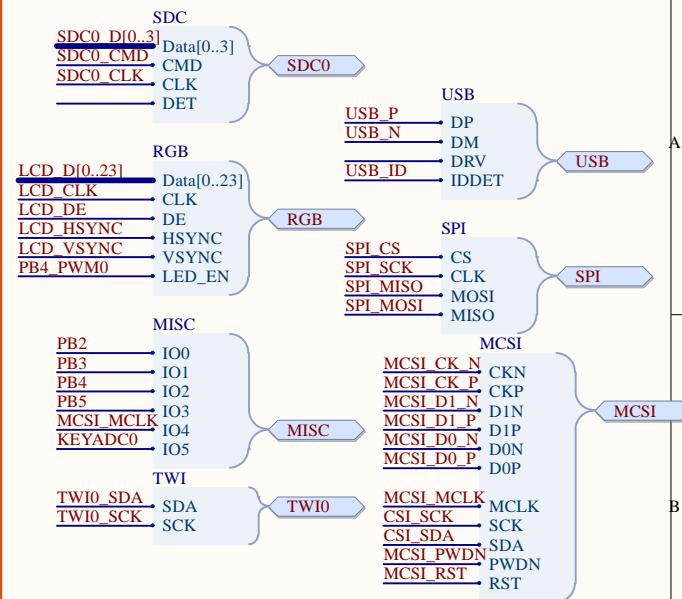 SDC
SDC0_D[0..3] Data[0..3]
SDC0_CMD CMD
SDC0_CLK CLK
DET
SDC0
RGB
LCD_D[0..23] Data[0..23]
LCD_CLK CLK
LCD_DE DE
LCD_HSYNC HSYNC
LCD_VSYNC VSYNC
PB4_PWM0 LED_EN
RGB
MISC
PB2 IO0
PB3 IO1
PB4 IO2
PB5 IO3
MCSI_MCLK IO4
KEYADC0 IO5
MISC
TWI
TWI0_SDA SDA
TWI0_SCK SCK
TWI0
USB
USB_P DP
USB_N DM
DRV
USB_ID IDDET
USB
SPI
SPI_CS CS
SPI_SCK CLK
SPI_MISO MOSI
SPI_MOSI MISO
SPI
MCSI
MCSI_CK_N CKN
MCSI_CK_P CKP
MCSI_D1_N D1N
MCSI_D1_P D1P
MCSI_D0_N D0N
MCSI_D0_P D0P
MCSI_MCLK MCLK
CSI_SCK SCK
CSI_SDA SDA
MCSI_PWDN PWDN
MCSI_RST RST
MCSI
A
B